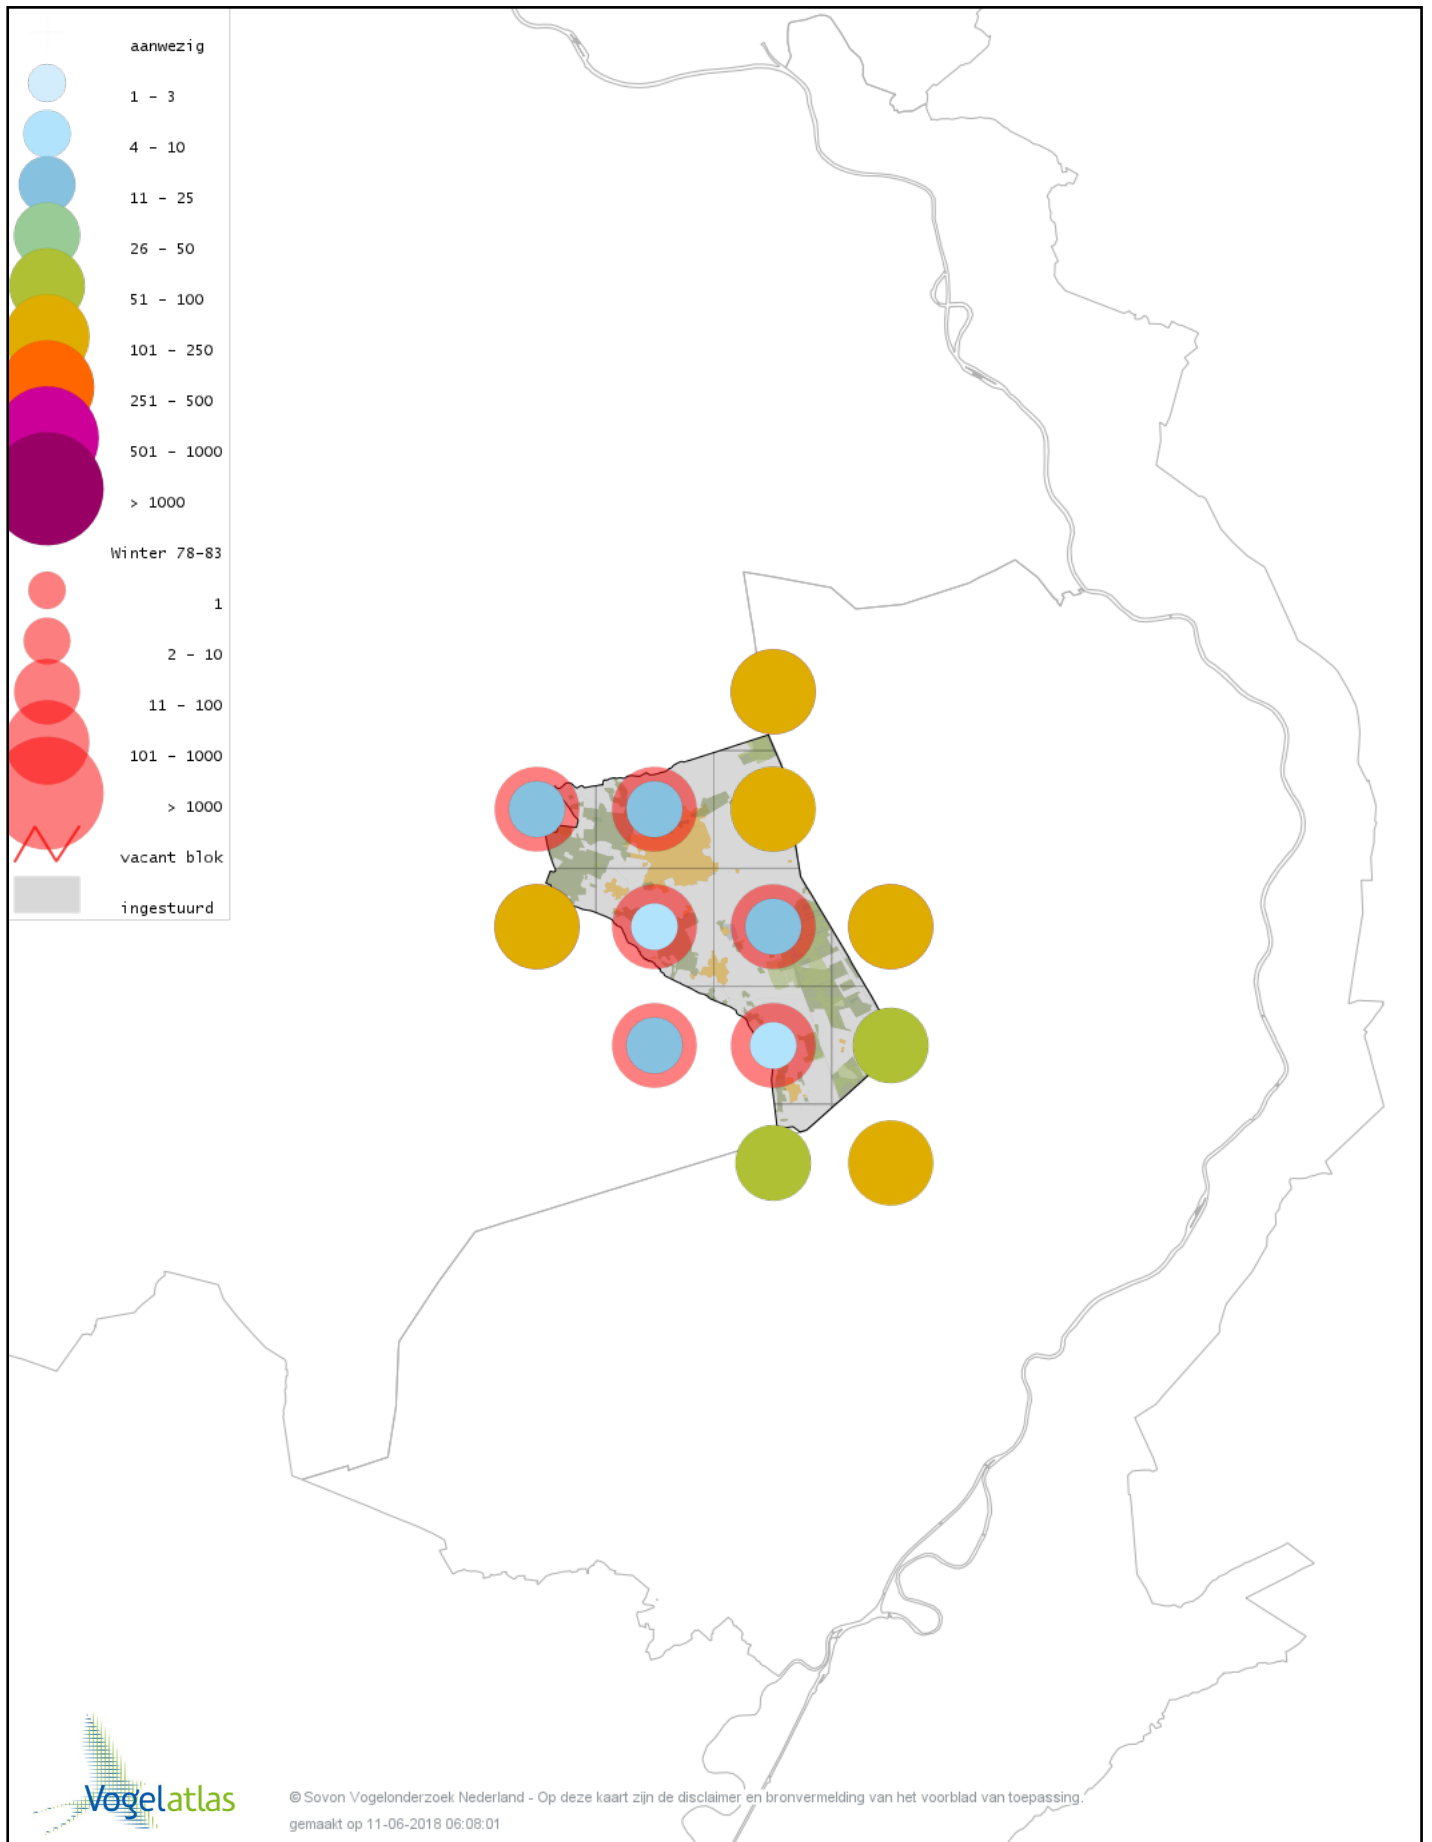 aanwezig
1 - 3
4 - 10
11 - 25
26 - 50
51 - 100
101 - 250
251 - 500
501 - 1000
> 1000
Winter 78-83
1
2 - 10
11 - 100
101 - 1000
> 1000
vacant blok
ingestuurd
Vogelatlas
© Sovon Vogelonderzoek Nederland - Op deze kaart zijn de disclaimer en bronvermelding van het voorblad van toepassing.
gemaakt op 11-06-2018 06:08:01